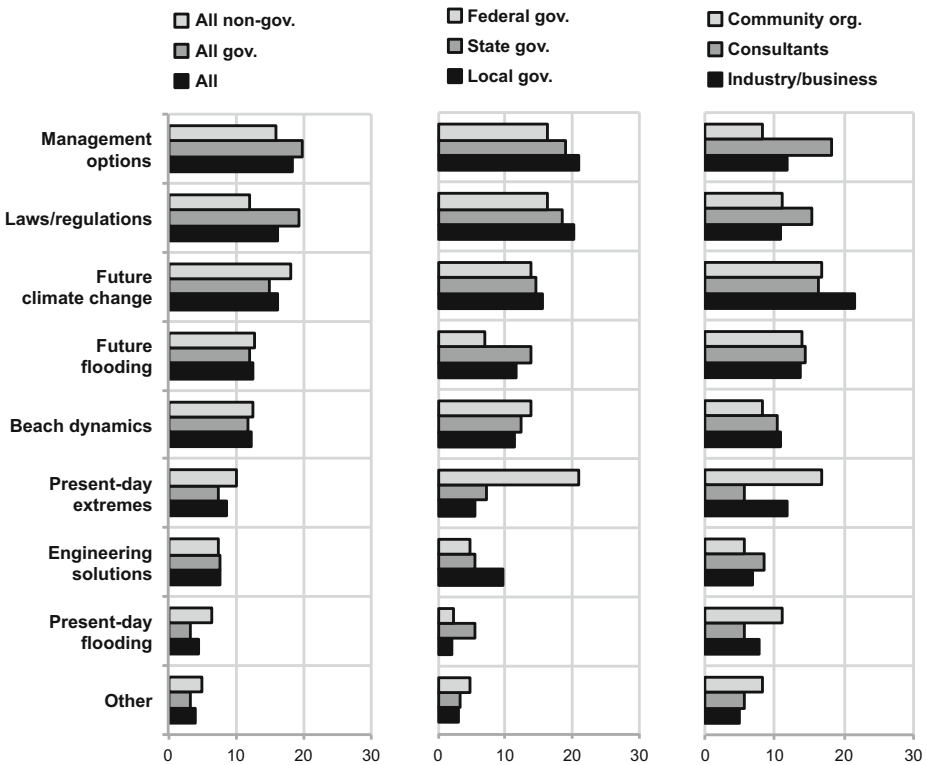 All non-gov.
All gov.
All
Federal gov.
State gov.
Local gov.
Community org.
Consultants
Industry/business
Management
options
Laws/regulations
Future
climate change
Future
flooding
Beach dynamics
Present-day
extremes
Engineering
solutions
Present-day
flooding
Other
0 10 20 30
0 10 20 30
0 10 20 30